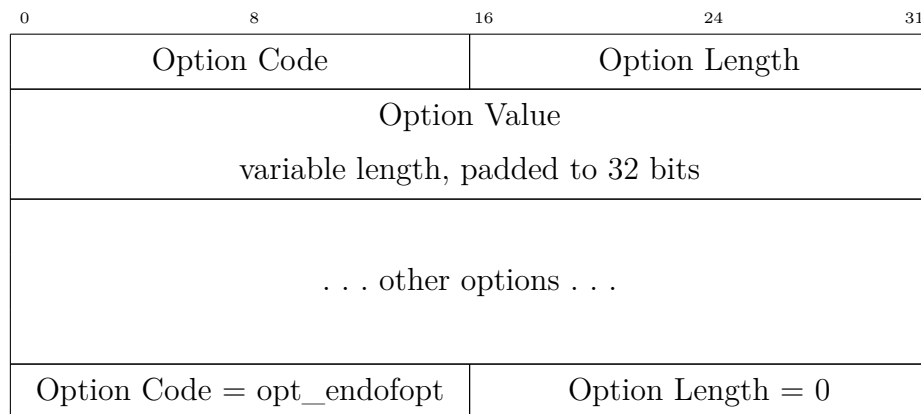 0 8 16 24 31
Option Code Option Length
Option Value
variable length, padded to 32 bits
. . . other options . . .
Option Code = opt_endofopt Option Length = 0